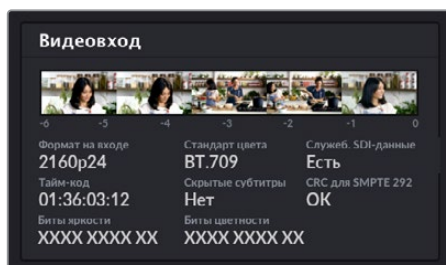 Видеовход
-6 -5 -4 -3 -2 -1 0
Формат на входе Стандарт цвета Служеб. SDI-данные
2160p24 BT.709 Есть
Тайм-код Скрытые субтитры CRC для SMPTE 292
01:36:03:12 Нет OK
Биты яркости Биты цветности
XXXX XXXX XX XXXX XXXX XX